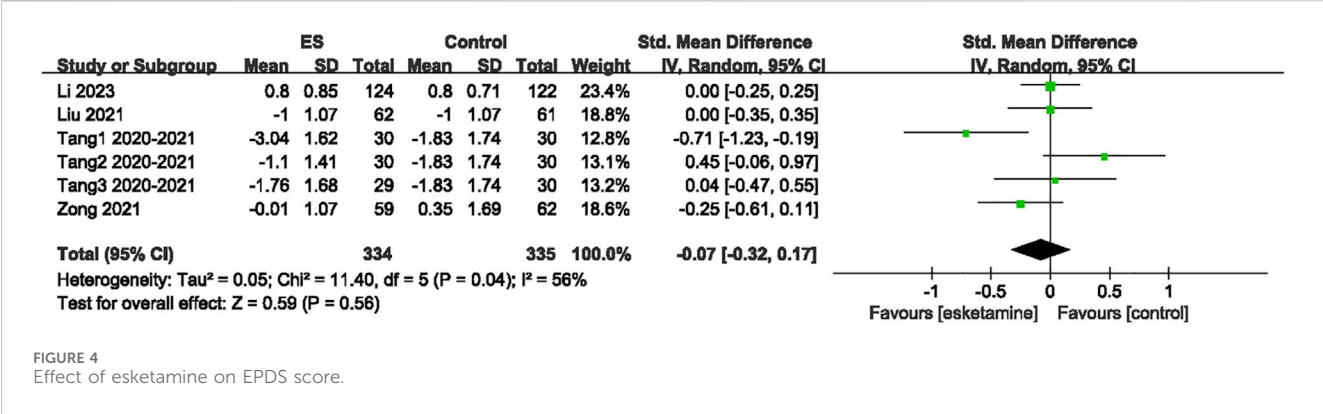 ES Control Std. Mean Difference Std. Mean Difference
Study or Subgroup Mean SD Total Mean SD Total Weight IV, Random, 95% CI IV, Random, 95% CI
Li 2023 0.8 0.85 124 0.8 0.71 122 23.4% 0.00 [-0.25, 0.25]
Liu 2021 -1 1.07 62 -1 1.07 61 18.8% 0.00 [-0.35, 0.35]
Tang1 2020-2021 -3.04 1.62 30 -1.83 1.74 30 12.8% -0.71 [-1.23, -0.19]
Tang2 2020-2021 -1.1 1.41 30 -1.83 1.74 30 13.1% 0.45 [-0.06, 0.97]
Tang3 2020-2021 -1.76 1.68 29 -1.83 1.74 30 13.2% 0.04 [-0.47, 0.55]
Zong 2021 -0.01 1.07 59 0.35 1.69 62 18.6% -0.25 [-0.61, 0.11]
Total (95% CI) 334 335 100.0% -0.07 [-0.32, 0.17]
Heterogeneity: Tau² = 0.05; Chi² = 11.40, df = 5 (P = 0.04); I² = 56%
Test for overall effect: Z = 0.59 (P = 0.56)
-1 -0.5 0 0.5 1
Favours [esketamine] Favours [control]
FIGURE 4
Effect of esketamine on EPDS score.